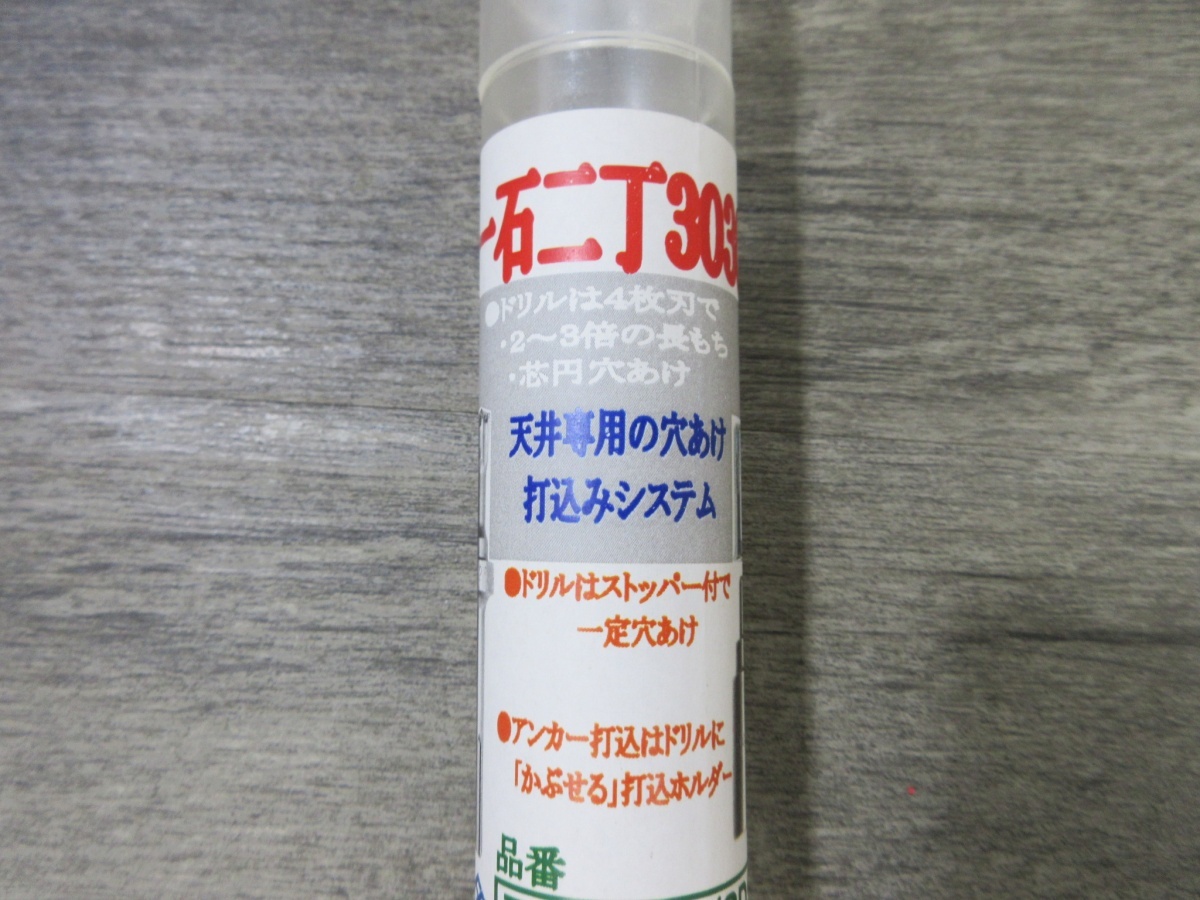 一石二丁303
●ドリルは4枚刃で
・2～3倍の長もち
・芯円穴あけ
天井専用の穴あけ
打込みシステム
●ドリルはストッパー付で
一定穴あけ
●アンカー打込はドリルに
「かぶせる」打込ホルダー
品番